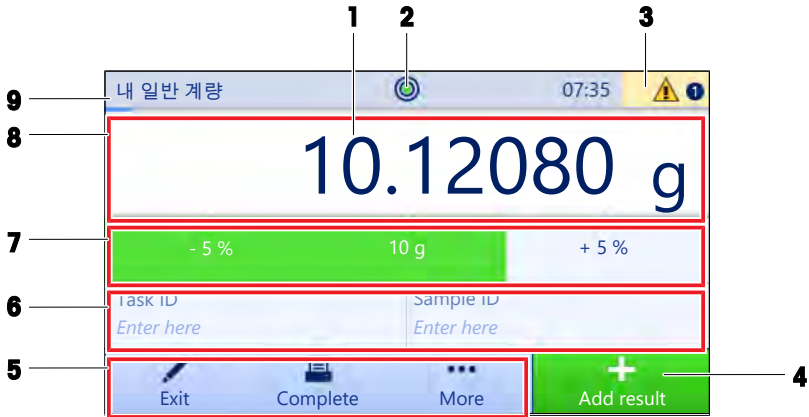 1 2 3
내 일반 계량 07:35 1
9
8
10.12080 g
7
- 5 % 10 g + 5 %
6
Task ID Sample ID
Enter here Enter here
5
4
Exit Complete More Add result